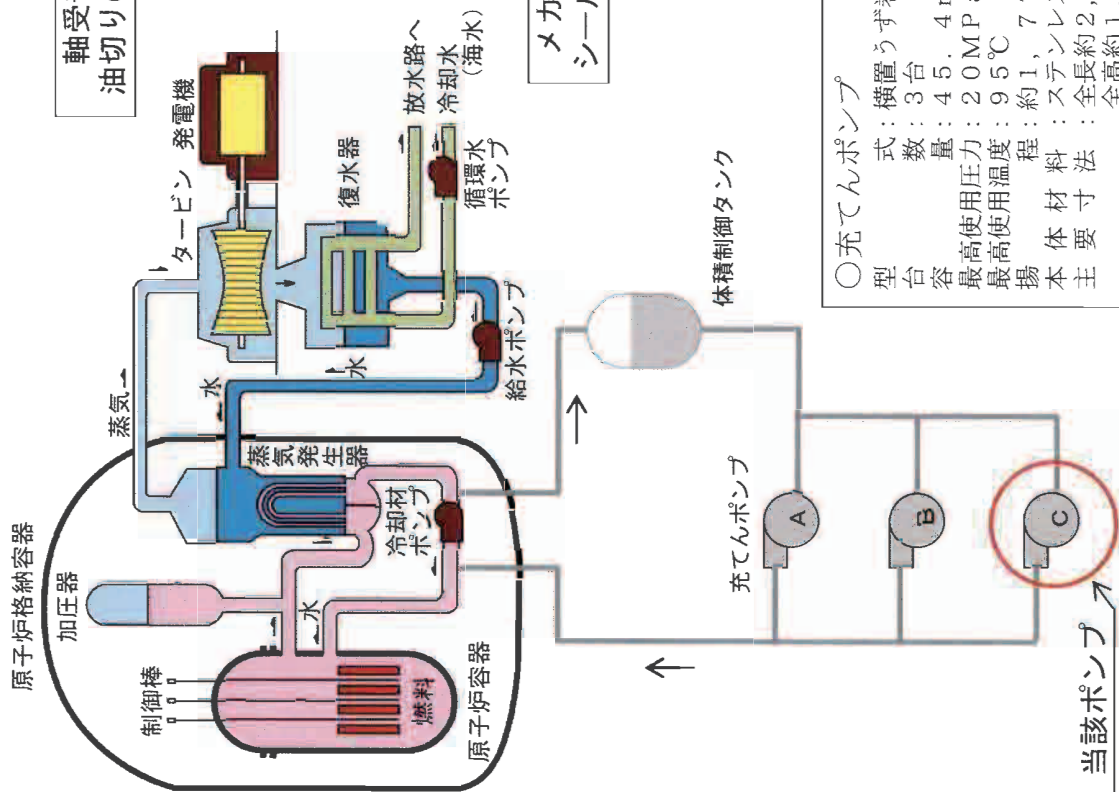 原子炉格納容器
加圧器
制御棒
蒸気
蒸気発生器
水
水
水
冷却材
ポンプ
燃料
原子炉容器
タービン
発電機
復水器
給水ポンプ
循環水
ポンプ
放水路へ
冷却水
(海水)
体積制御タンク
充てんポンプ
A
B
C
当該ポンプ
軸受
油切り
メカ
シール
○充てんポンプ
型式:横置うず巻
台数:3台
容量:45.4m
最高使用圧力:20MPa
最高使用温度:95℃
揚程:約1,7
本体材料:ステンレス
主要寸法:全長約2,
全高約1